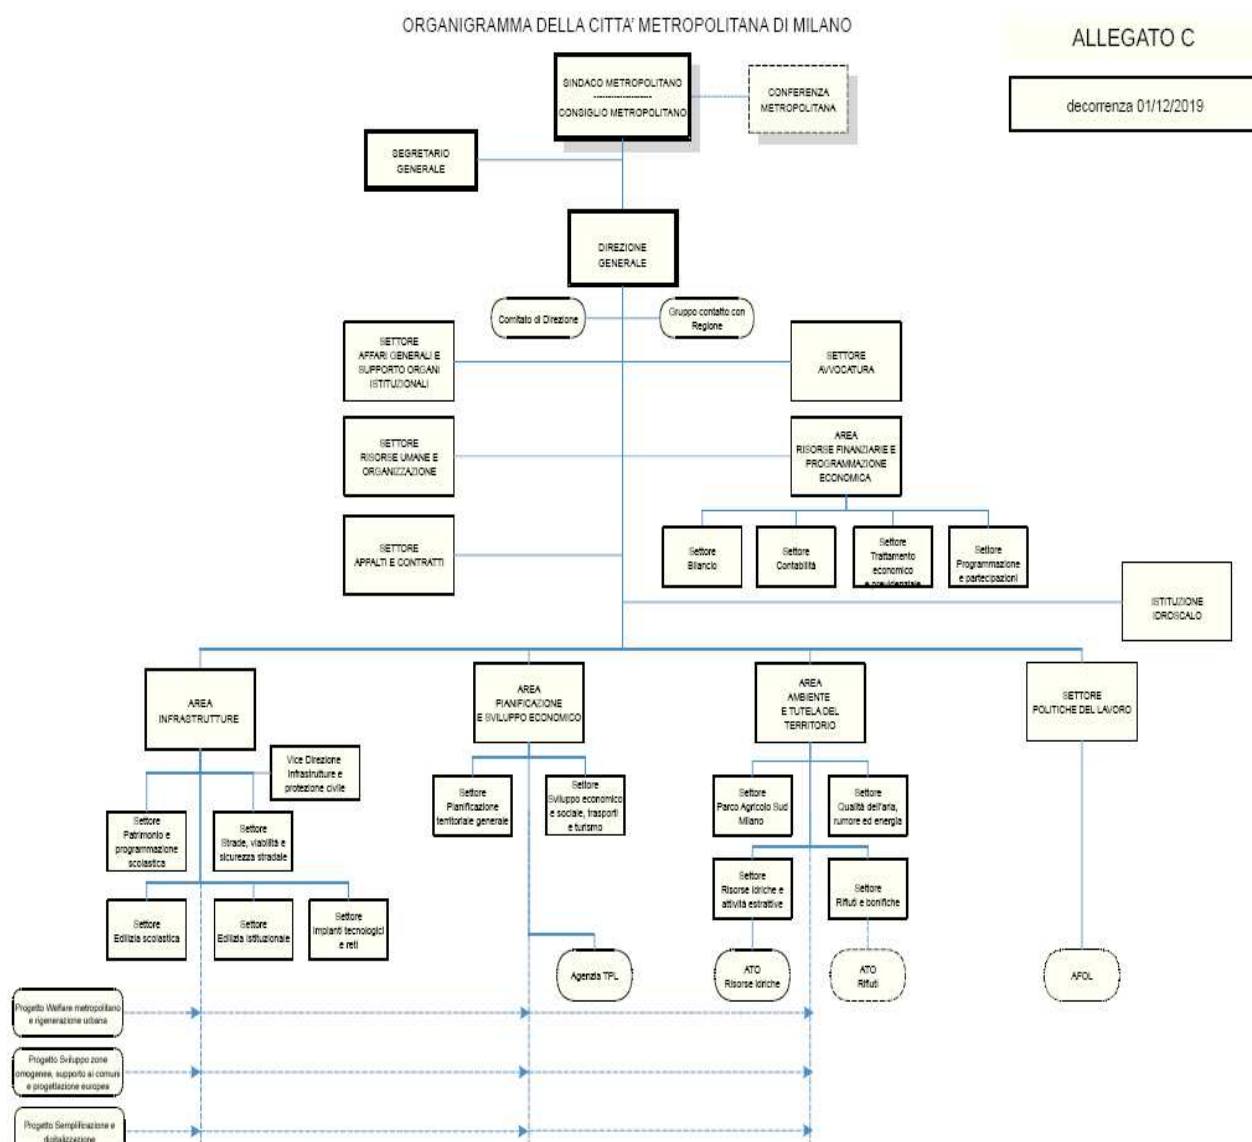 ORGANIGRAMMA DELLA CITTA' METROPOLITANA DI MILANO
ALLEGATO C
decorrenza 01/12/2019
SINDACO METROPOLITANO
--------------------
CONSIGLIO METROPOLITANO
CONFERENZA
METROPOLITANA
SEGRETARIO
GENERALE
DIREZIONE
GENERALE
Comitato di Direzione
Gruppo contatto con
Regione
SETTORE
AFFARI GENERALI E
SUPPORTO ORGANI
ISTITUZIONALI
SETTORE
AVVOCATURA
SETTORE
RISORSE UMANE E
ORGANIZZAZIONE
AREA
RISORSE FINANZIARIE E
PROGRAMMAZIONE
ECONOMICA
SETTORE
APPALTI E CONTRATTI
Settore
Bilancio
Settore
Contabilità
Settore
Trattamento
economico
e previdenziale
Settore
Programmazione
e partecipazioni
ISTITUZIONE
IDROSCALO
AREA
INFRASTRUTTURE
AREA
PIANIFICAZIONE
E SVILUPPO ECONOMICO
AREA
AMBIENTE
E TUTELA DEL
TERRITORIO
SETTORE
POLITICHE DEL LAVORO
Vice Direzione
Infrastrutture e
protezione civile
Settore
Patrimonio e
programmazione
scolastica
Settore
Strade, viabilità e
sicurezza stradale
Settore
Pianificazione
territoriale generale
Settore
Sviluppo economico
e sociale, trasporti
e turismo
Settore
Parco Agricolo Sud
Milano
Settore
Qualità dell'aria,
rumore ed energia
Settore
Risorse idriche e
attività estrattive
Settore
Rifiuti e bonifiche
Settore
Edilizia scolastica
Settore
Edilizia istituzionale
Settore
Impianti tecnologici
e reti
Agenzia TPL
ATO
Risorse idriche
ATO
Rifiuti
AFOL
Progetto Welfare metropolitano
e rigenerazione urbana
Progetto Sviluppo zone
omogenee, supporto ai comuni
e progettazione europea
Progetto Semplificazione e
digitalizzazione